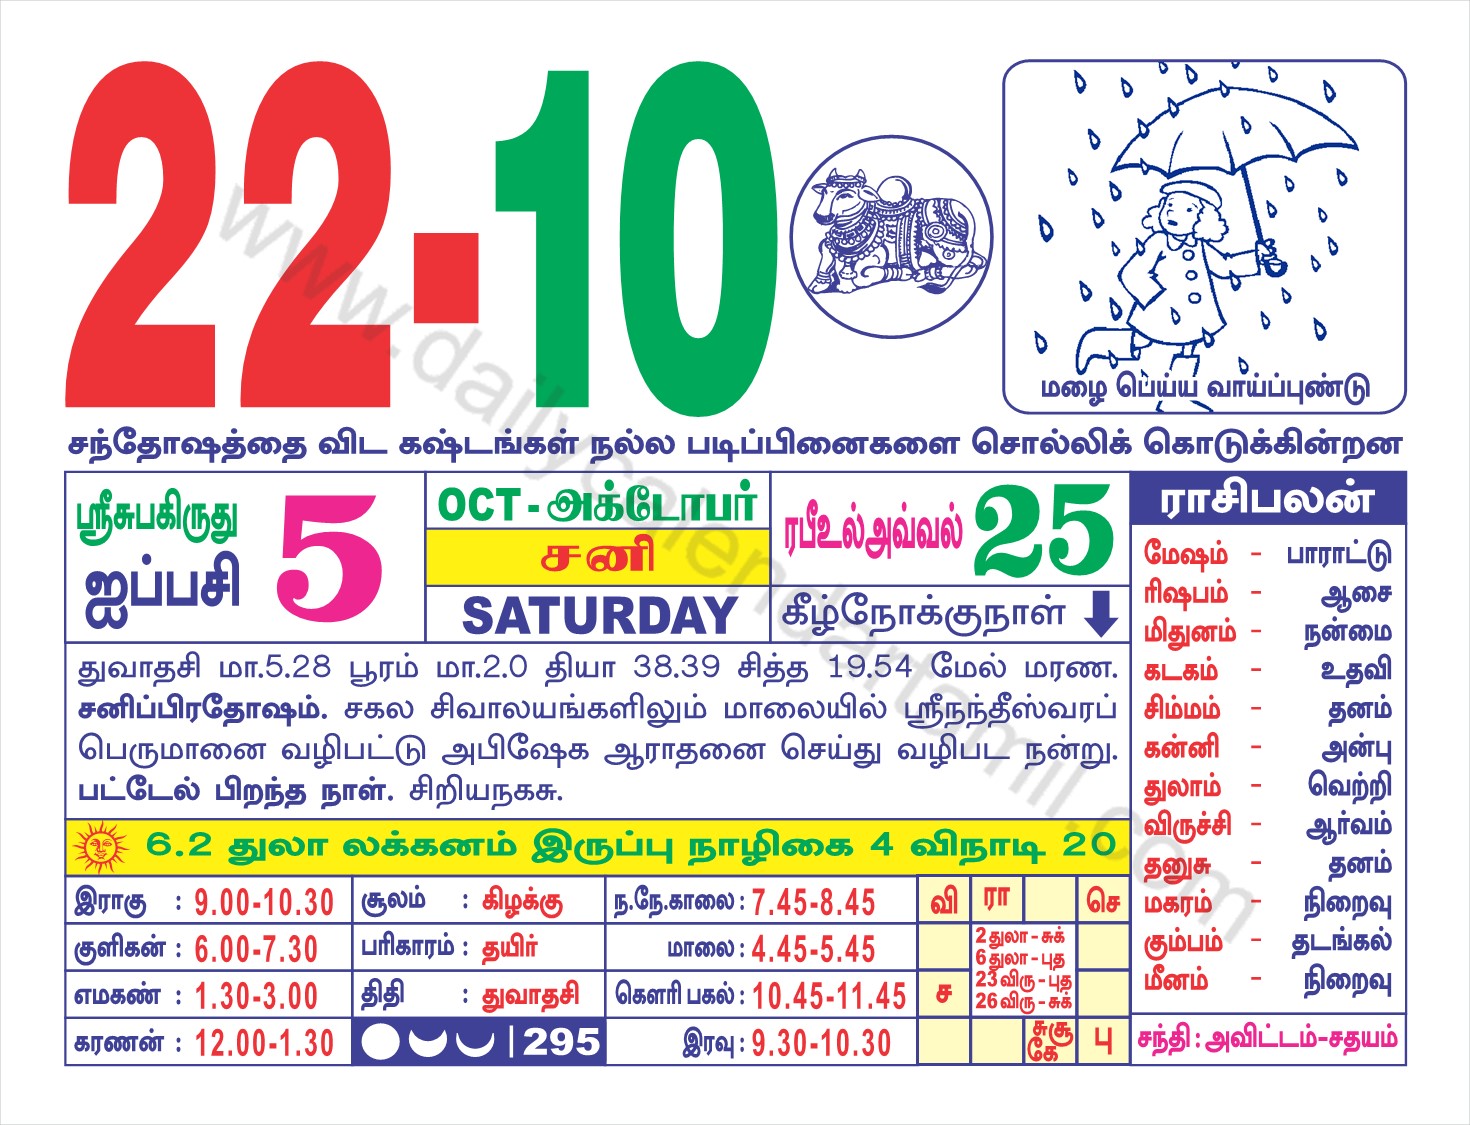 22-10
மழை பெய்ய வாய்ப்புண்டு
சந்தோஷத்தை விட கஷ்டங்கள் நல்ல படிப்பினைகளை சொல்லிக் கொடுக்கின்றன
ஸ்ரீசுபகிருது
ஐப்பசி
5
OCT - அக்டோபர்
சனி
SATURDAY
ரபீஉல்அவ்வல் 25
கீழ்நோக்குநாள்
துவாதசி மா.5.28 பூரம் மா.2.0 தியா 38.39 சித்த 19.54 மேல் மரண.
சனிப்பிரதோஷம். சகல சிவாலயங்களிலும் மாலையில் ஸ்ரீநந்தீஸ்வரப்
பெருமானை வழிபட்டு அபிஷேக ஆராதனை செய்து வழிபட நன்று.
பட்டேல் பிறந்த நாள். சிறியநகசு.
6.2 துலா லக்கனம் இருப்பு நாழிகை 4 விநாடி 20
இராகு : 9.00-10.30
குளிகன் : 6.00-7.30
எமகண் : 1.30-3.00
கரணன் : 12.00-1.30
சூலம் : கிழக்கு
பரிகாரம் : தயிர்
திதி : துவாதசி
295
ந.நே.காலை : 7.45-8.45
மாலை : 4.45-5.45
கௌரி பகல் : 10.45-11.45
இரவு : 9.30-10.30
வி ரா செ
2துலா-சுக்
6துலா-புத
23விரு-புத
26விரு-சுக்
ச
சுசூ
கே
பு
ராசிபலன்
மேஷம் - பாராட்டு
ரிஷபம் - ஆசை
மிதுனம் - நன்மை
கடகம் - உதவி
சிம்மம் - தனம்
கன்னி - அன்பு
துலாம் - வெற்றி
விருச்சி - ஆர்வம்
தனுசு - தனம்
மகரம் - நிறைவு
கும்பம் - தடங்கல்
மீனம் - நிறைவு
சந்தி : அவிட்டம்-சதயம்
www.dailycalendartamil.com